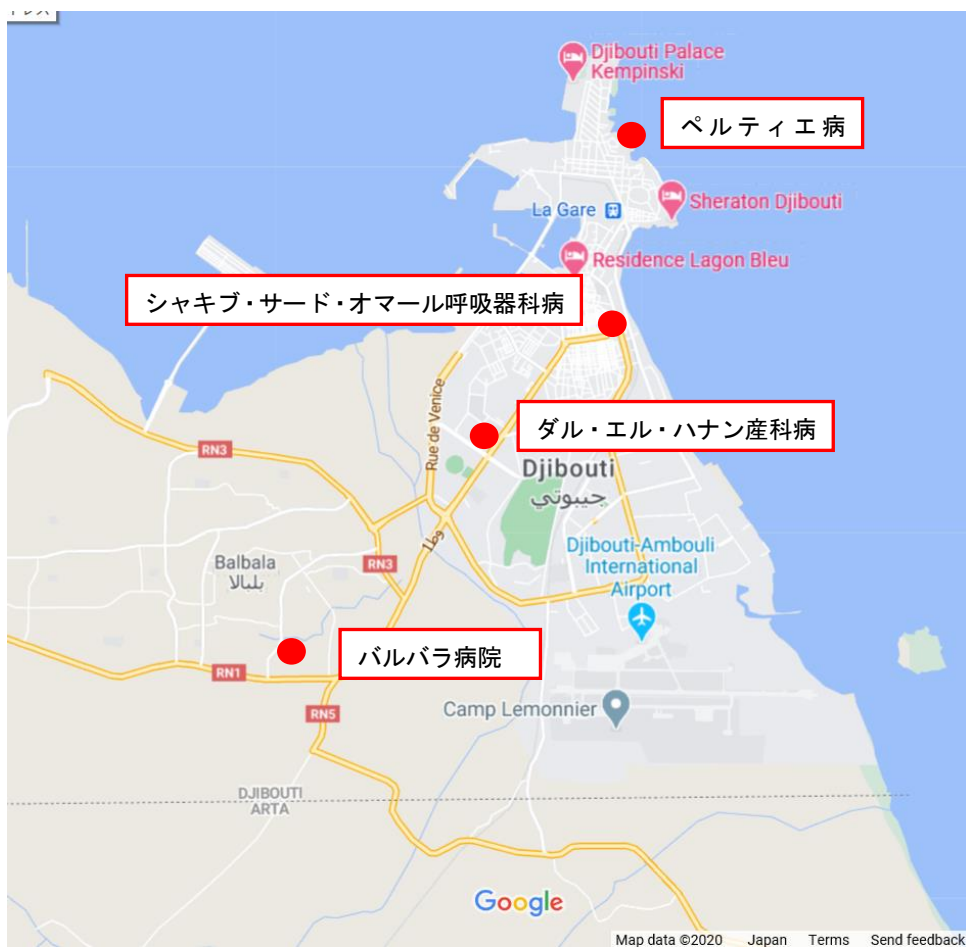 Djibouti Palace
Kempinski
ペルティエ病
Sheraton Djibouti
La Gare
Residence Lagon Bleu
シャキブ・サード・オマール呼吸器科病
Rue de Venice
ダル・エル・ハナン産科病
RN3
Djibouti
جيبوتي
Djibouti-Ambouli
International
Airport
Balbala
بلبالا
RN3
バルバラ病院
RN1
Camp Lemonnier
RN5
DJIBOUTI
ARTA
Google
Map data ©2020 Japan Terms Send feedback